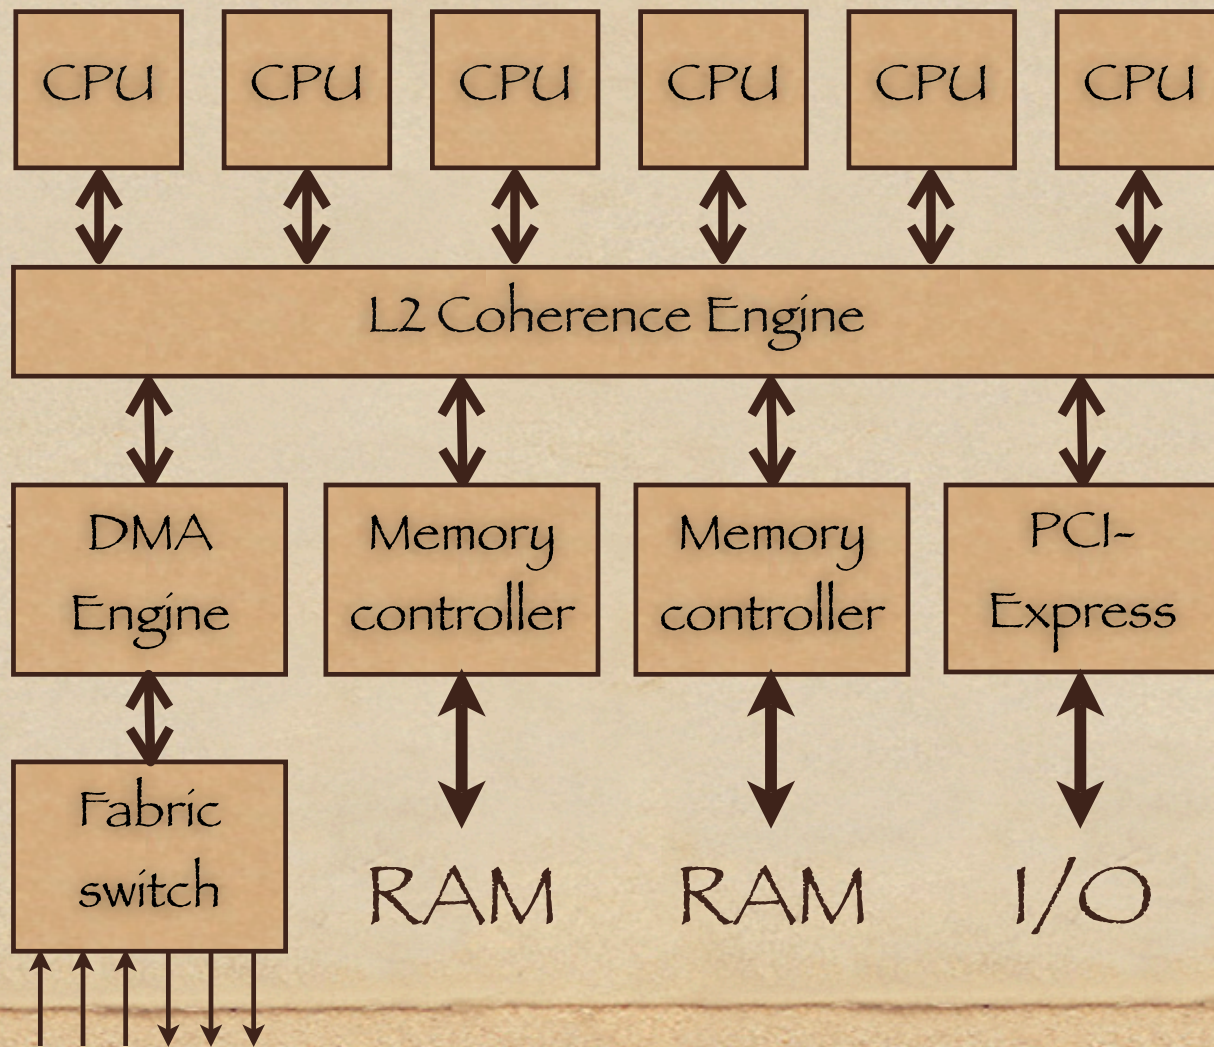 CPU CPU CPU CPU CPU CPU
L2 Coherence Engine
DMA Memory Memory PCI-
Engine controller controller Express
Fabric
switch RAM RAM I/O